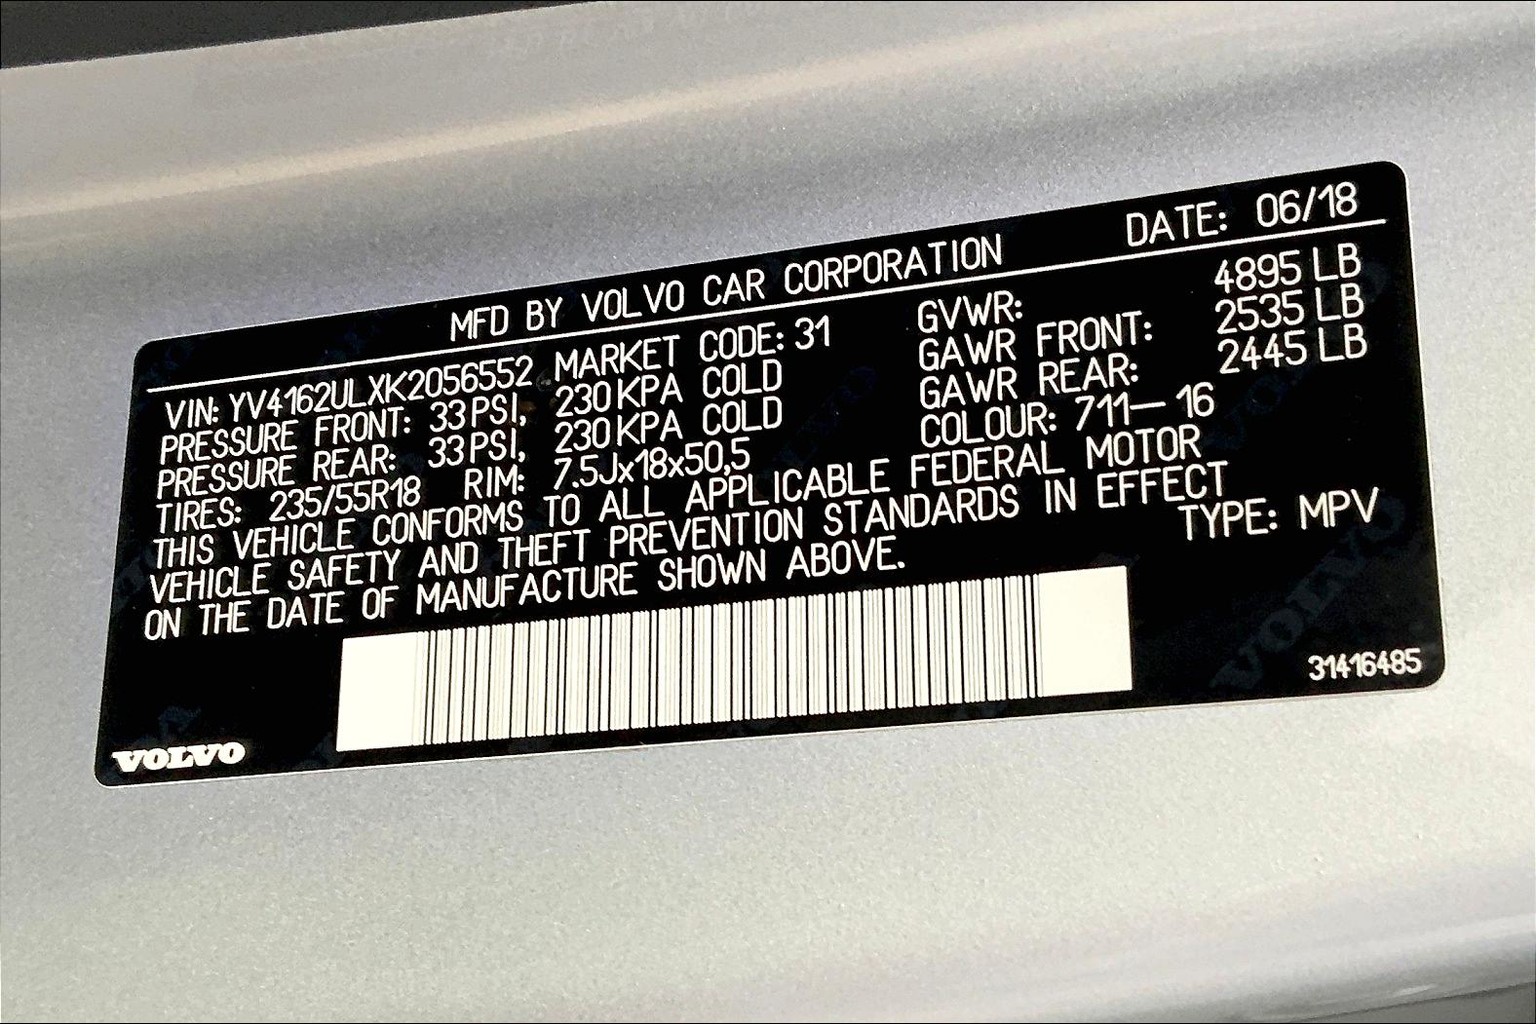 MFD BY VOLVO CAR CORPORATION DATE: 06/18
VIN: YV4162ULXK2056552 MARKET CODE: 31 GVWR: 4895 LB
PRESSURE FRONT: 33 PSI, 230 KPA COLD GAWR FRONT: 2535 LB
PRESSURE REAR: 33 PSI, 230 KPA COLD GAWR REAR: 2445 LB
TIRES: 235/55R18 RIM: 7.5Jx18x50,5 COLOUR: 711–16
THIS VEHICLE CONFORMS TO ALL APPLICABLE FEDERAL MOTOR
VEHICLE SAFETY AND THEFT PREVENTION STANDARDS IN EFFECT
ON THE DATE OF MANUFACTURE SHOWN ABOVE. TYPE: MPV
VOLVO 31416485